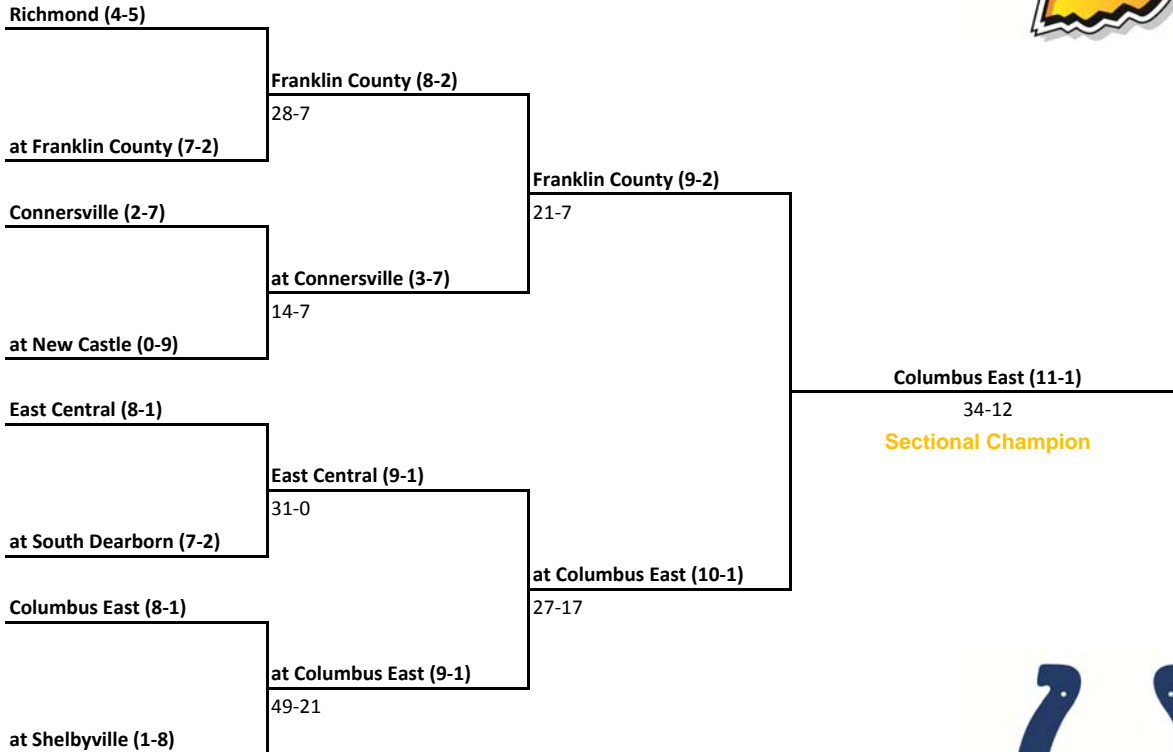 Richmond (4-5)
Franklin County (8-2)
28-7
at Franklin County (7-2)
Franklin County (9-2)
21-7
Connersville (2-7)
at Connersville (3-7)
14-7
at New Castle (0-9)
Columbus East (11-1)
34-12
Sectional Champion
East Central (8-1)
East Central (9-1)
31-0
at South Dearborn (7-2)
at Columbus East (10-1)
27-17
Columbus East (8-1)
at Columbus East (9-1)
49-21
at Shelbyville (1-8)